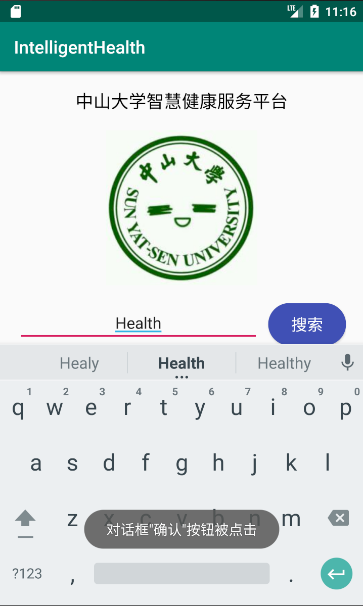 LTE 11:16
IntelligentHealth
中山大学智慧健康服务平台
中山大學
SUN YAT-SEN UNIVERSITY
Health 搜索
Healy Health Healthy
1 2 3 4 5 6 7 8 9 0
q w e r t y u i o p
a s d f g h j k l
z x c v b n m
对话框"确认"按钮被点击
?123 , .